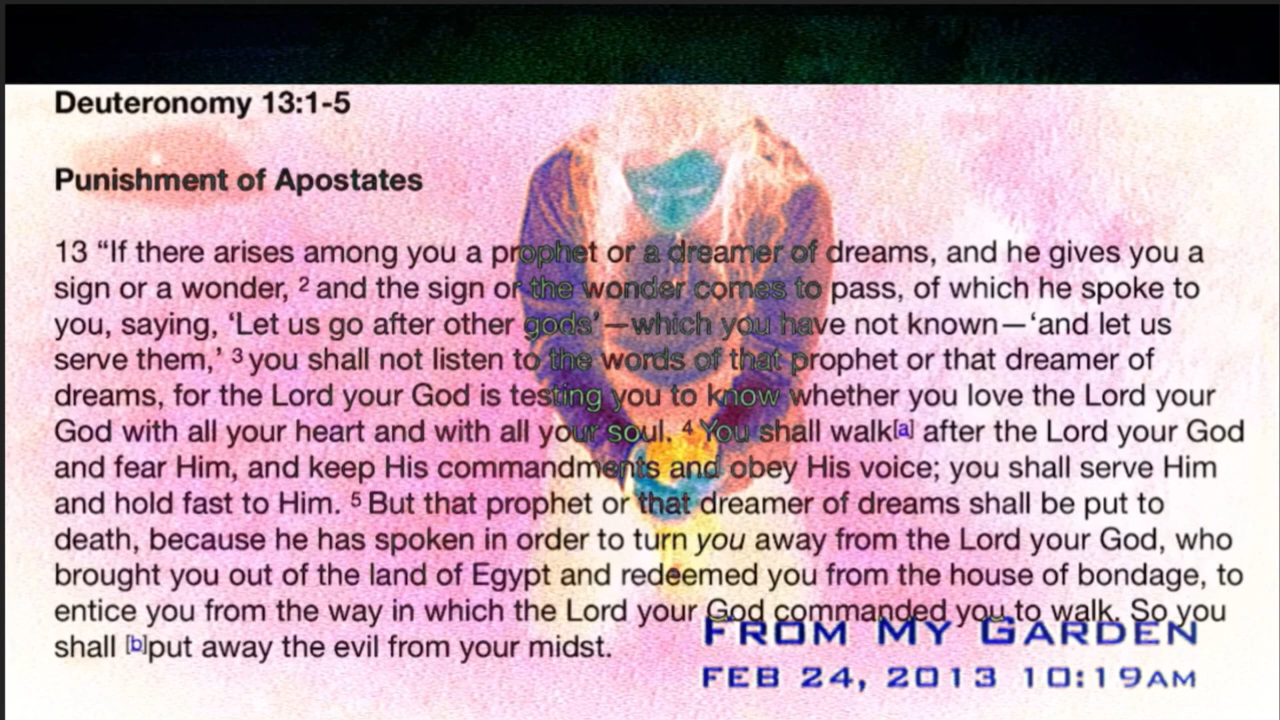 Deuteronomy 13:1-5
Punishment of Apostates
13 “If there arises among you a prophet or a dreamer of dreams, and he gives you a
sign or a wonder, 2 and the sign or the wonder comes to pass, of which he spoke to
you, saying, ‘Let us go after other gods’—which you have not known—‘and let us
serve them,’ 3 you shall not listen to the words of that prophet or that dreamer of
dreams, for the Lord your God is testing you to know whether you love the Lord your
God with all your heart and with all your soul. 4 You shall walk[a] after the Lord your God
and fear Him, and keep His commandments and obey His voice; you shall serve Him
and hold fast to Him. 5 But that prophet or that dreamer of dreams shall be put to
death, because he has spoken in order to turn you away from the Lord your God, who
brought you out of the land of Egypt and redeemed you from the house of bondage, to
entice you from the way in which the Lord your God commanded you to walk. So you
shall [b]put away the evil from your midst.
FROM MY GARDEN
FEB 24, 2013 10:19AM